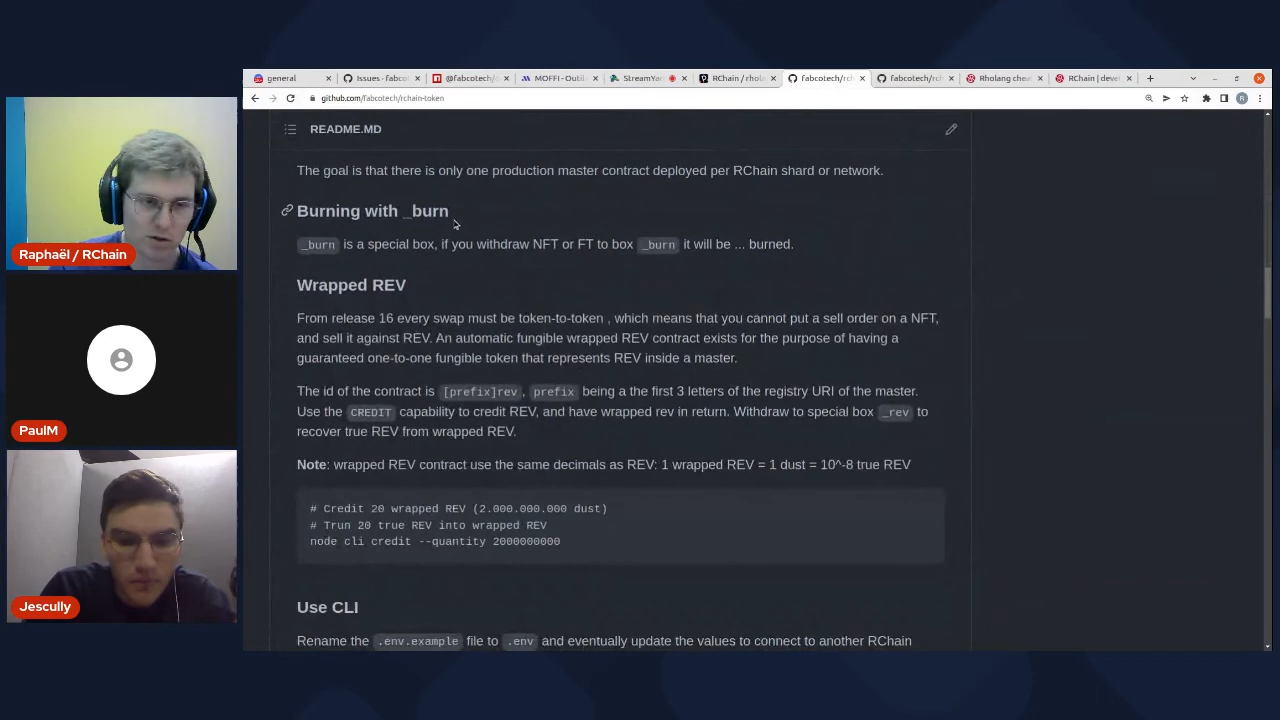 general
Issues · fabcot
@fabcotech/
MOFFI - Outil
StreamYa
RChain / rhola
fabcotech/rch
fabcotech/rc
Rholang che
RChain | devel
github.com/fabcotech/rchain-token
R
README.MD
The goal is that there is only one production master contract deployed per RChain shard or network.
Burning with _burn
_burn is a special box, if you withdraw NFT or FT to box _burn it will be ... burned.
Wrapped REV
From release 16 every swap must be token-to-token , which means that you cannot put a sell order on a NFT,
and sell it against REV. An automatic fungible wrapped REV contract exists for the purpose of having a
guaranteed one-to-one fungible token that represents REV inside a master.
The id of the contract is [prefix]rev , prefix being a the first 3 letters of the registry URI of the master.
Use the CREDIT capability to credit REV, and have wrapped rev in return. Withdraw to special box _rev to
recover true REV from wrapped REV.
Note: wrapped REV contract use the same decimals as REV: 1 wrapped REV = 1 dust = 10^-8 true REV
# Credit 20 wrapped REV (2.000.000.000 dust)
# Trun 20 true REV into wrapped REV
node cli credit --quantity 2000000000
Use CLI
Rename the .env.example file to .env and eventually update the values to connect to another RChain
Raphaël / RChain
PaulM
Jescully